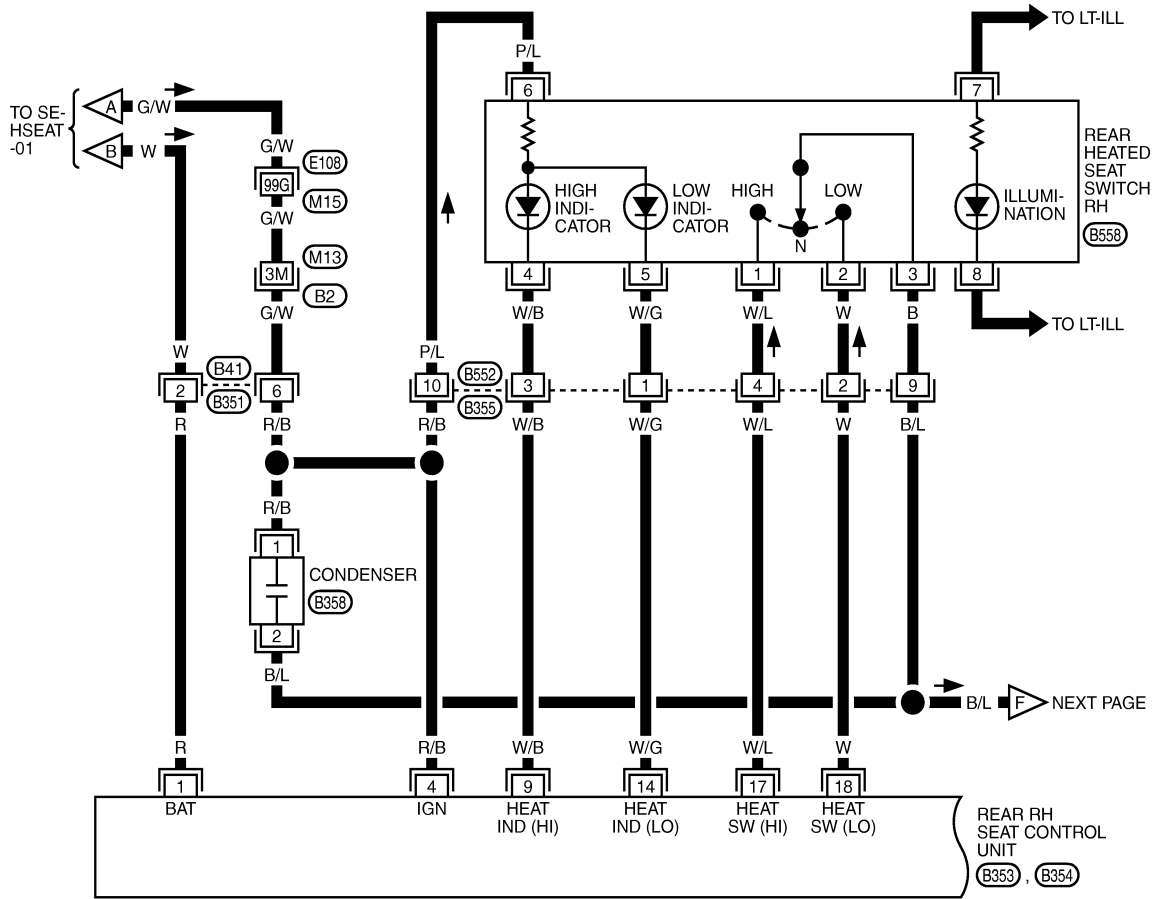 TO LT-ILL
P/L
6
7
TO SE-
HSEAT
-01
A
G/W
B
W
G/W
99G
E108
M15
G/W
3M
M13
B2
G/W
HIGH
INDI-
CATOR
LOW
INDI-
CATOR
HIGH
LOW
N
ILLUMI-
NATION
REAR
HEATED
SEAT
SWITCH
RH
B558
4
5
1
2
3
8
W/B
W/G
W/L
W
B
TO LT-ILL
W
P/L
2
B41
B351
6
10
B552
B355
3
1
4
2
9
R
R/B
R/B
W/B
W/G
W/L
W
B/L
R/B
1
CONDENSER
B358
2
B/L
B/L
F
NEXT PAGE
R
R/B
W/B
W/G
W/L
W
1
4
9
14
17
18
BAT
IGN
HEAT
IND (HI)
HEAT
IND (LO)
HEAT
SW (HI)
HEAT
SW (LO)
REAR RH
SEAT CONTROL
UNIT
B353 , B354